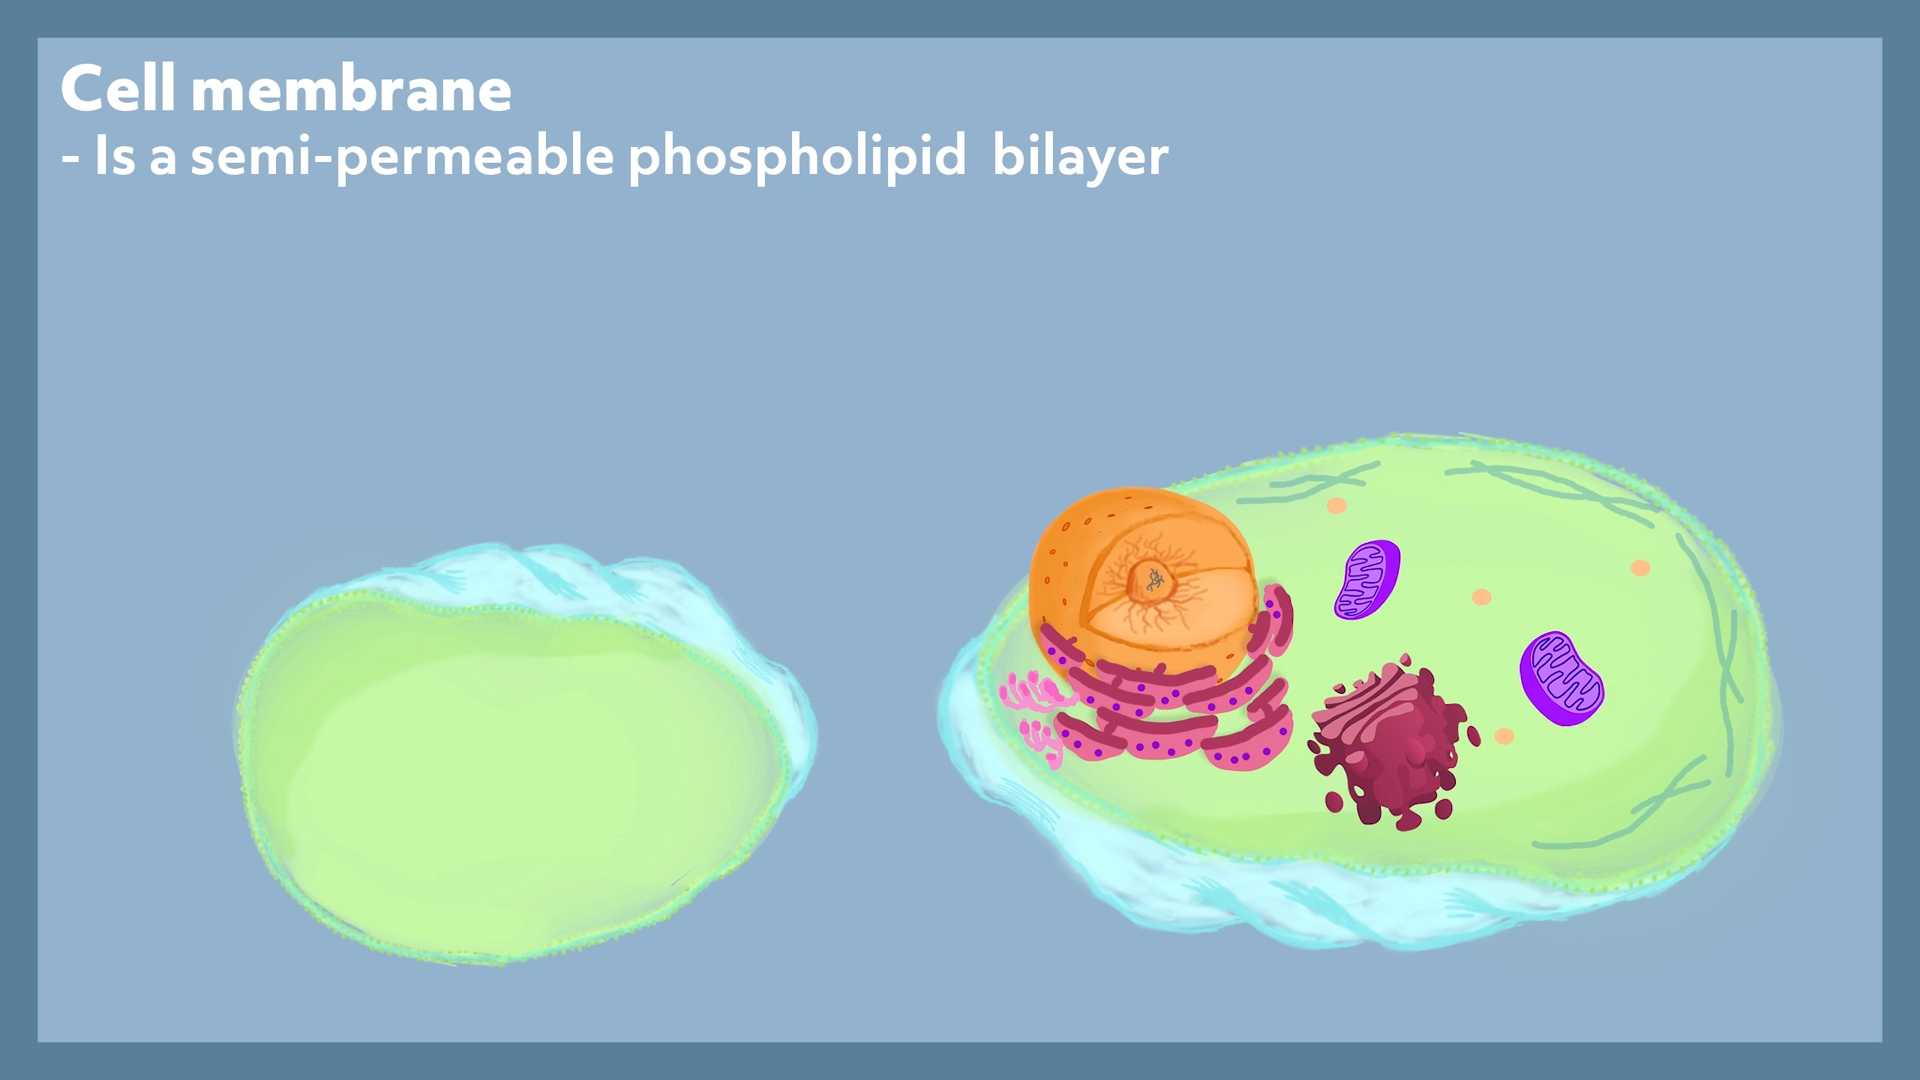 Cell membrane
- Is a semi-permeable phospholipid  bilayer